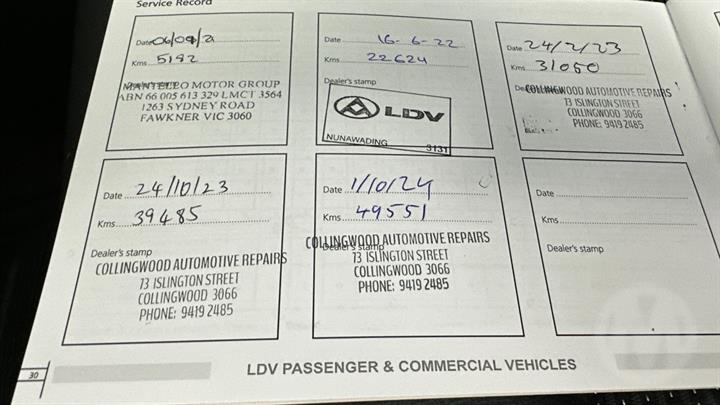 Service Record
Date 06/09/21
Kms 5192
MANTELLO MOTOR GROUP
ABN 66 005 613 329 LMCT 3564
1263 SYDNEY ROAD
FAWKNER VIC 3060
Date 16-6-22
Kms 22624
Dealer's stamp
LDV
NUNAWADING 3131
Date 24/2/23
Kms 31050
COLLINGWOOD AUTOMOTIVE REPAIRS
73 ISLINGTON STREET
COLLINGWOOD 3066
PHONE: 9419 2485
Date 24/10/23
Kms 39485
Dealer's stamp
COLLINGWOOD AUTOMOTIVE REPAIRS
73 ISLINGTON STREET
COLLINGWOOD 3066
PHONE: 9419 2485
Date 1/10/24
Kms 49551
Dealer's stamp
COLLINGWOOD AUTOMOTIVE REPAIRS
73 ISLINGTON STREET
COLLINGWOOD 3066
PHONE: 9419 2485
Date
Kms
Dealer's stamp
30
LDV PASSENGER & COMMERCIAL VEHICLES